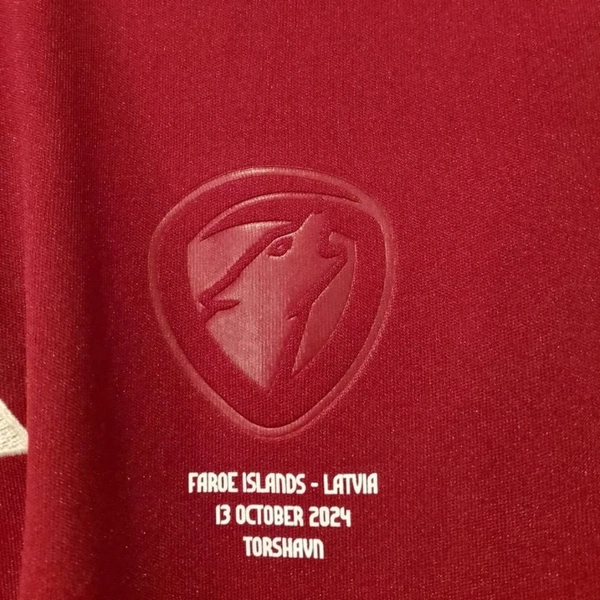 FAROE ISLANDS - LATVIA
13 OCTOBER 2024
TORSHAVN